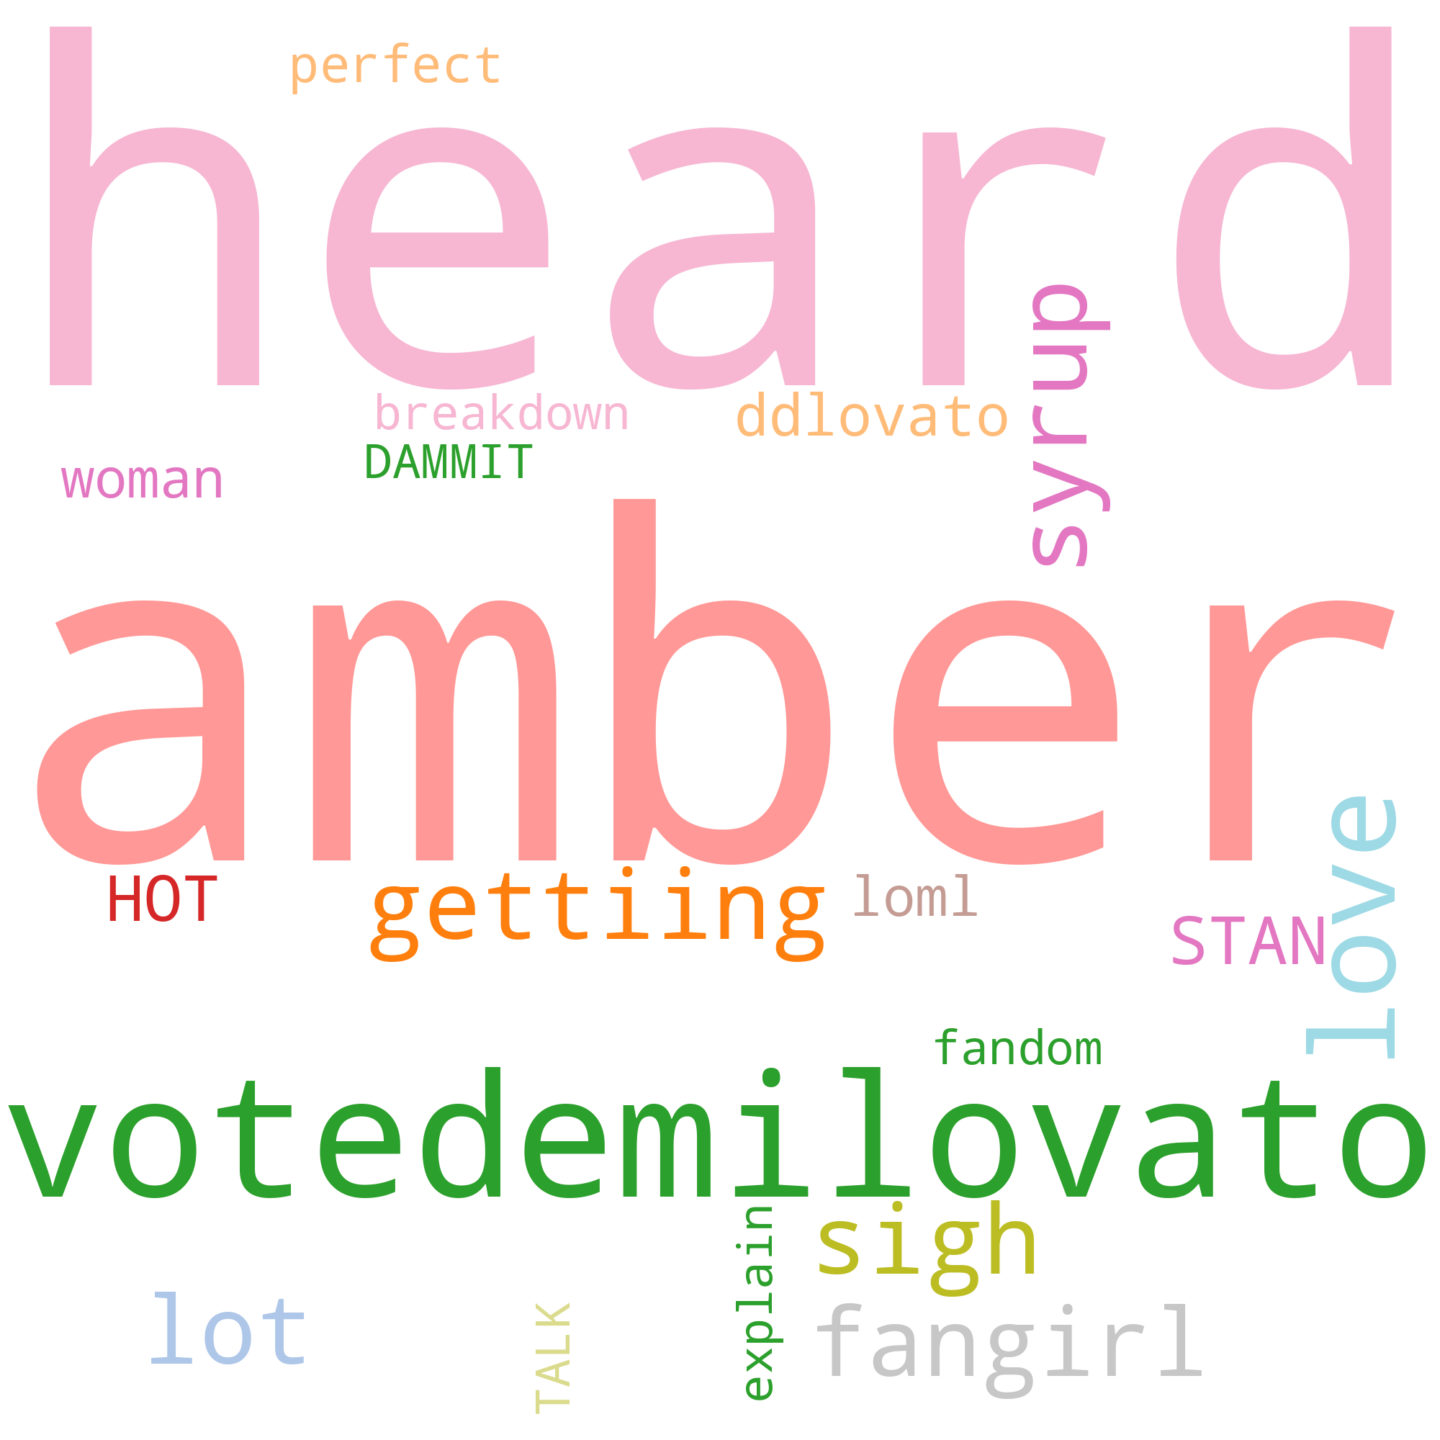 perfect
heard
syrup
breakdown
ddlovato
DAMMIT
woman
amber
love
HOT
gettiing
loml
STAN
fandom
votedemilovato
explain
sigh
lot
TALK
fangirl